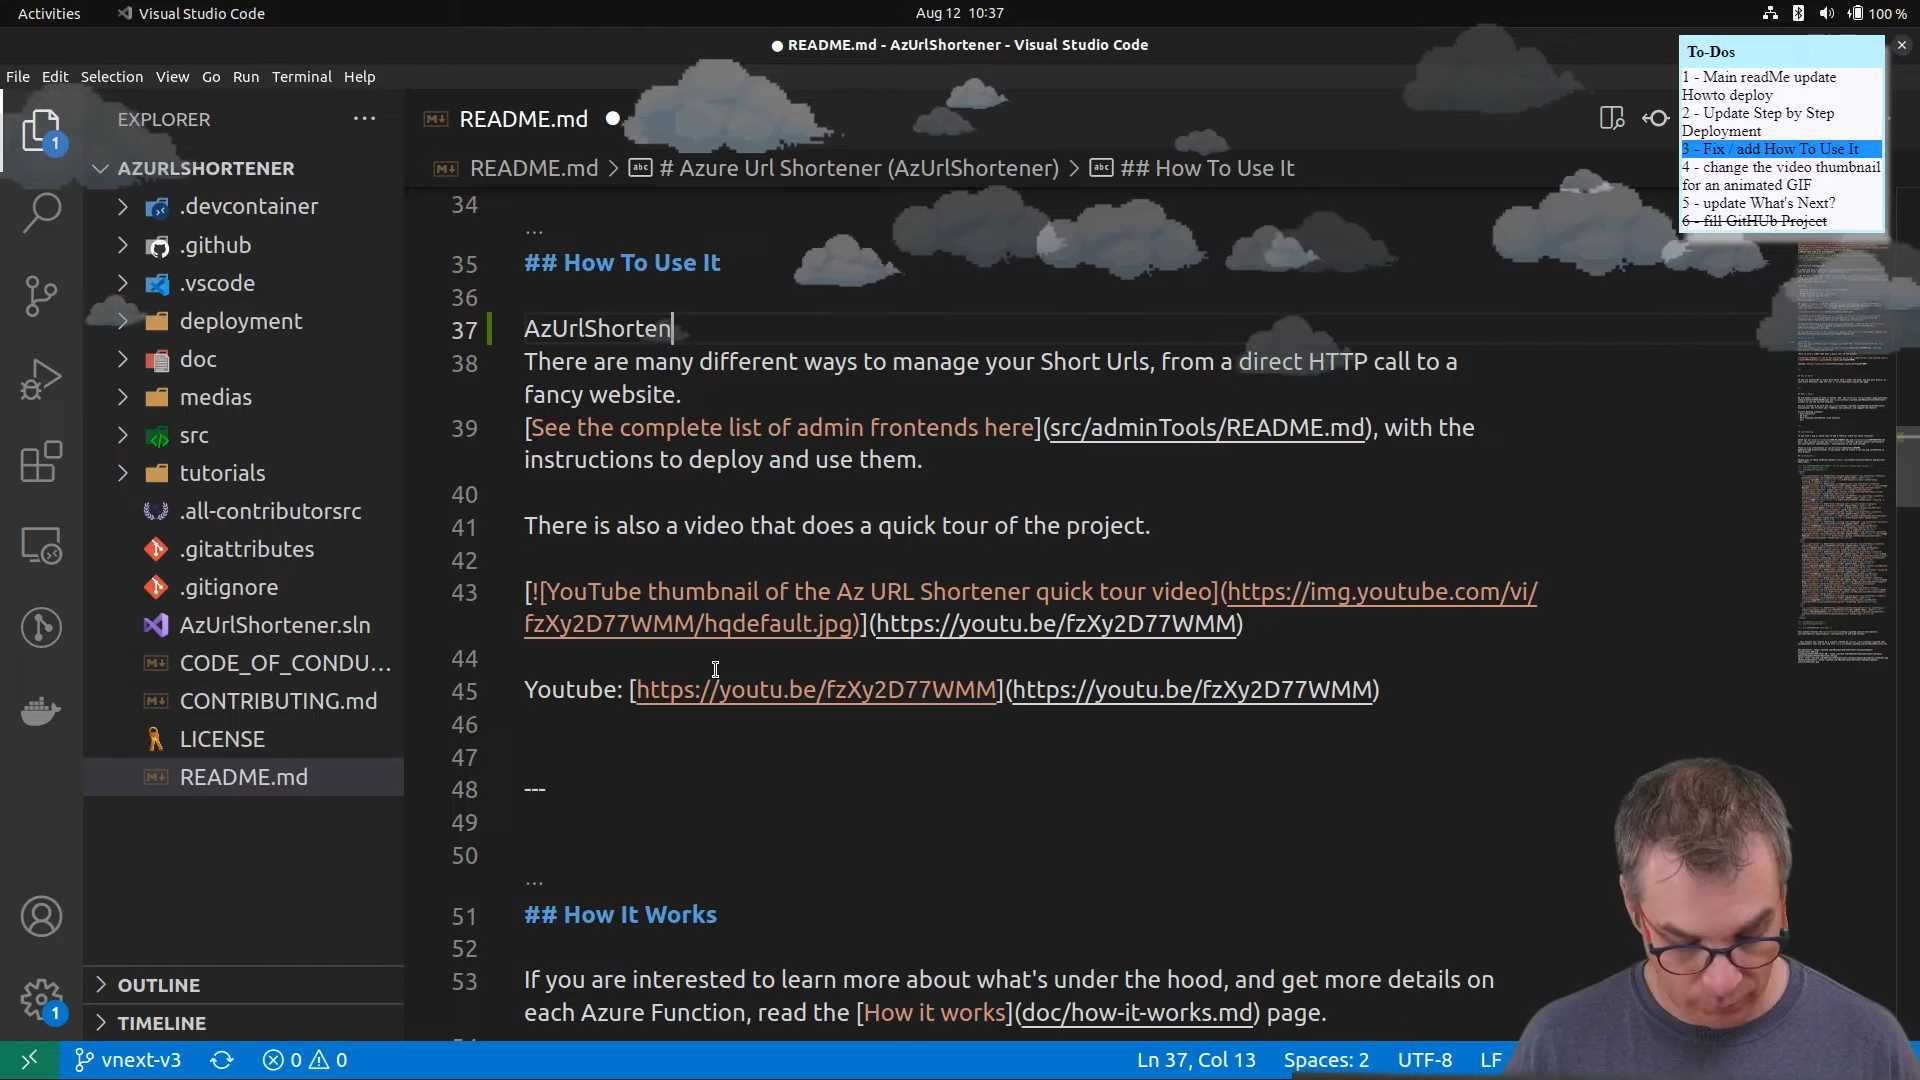 Activities Visual Studio Code Aug 12 10:37 100 %
README.md - AzUrlShortener - Visual Studio Code
File Edit Selection View Go Run Terminal Help
To-Dos
1 - Main readMe update
Howto deploy
2 - Update Step by Step
Deployment
3 - Fix / add How To Use It
4 - change the video thumbnail
for an animated GIF
5 - update What's Next?
6 - fill GitHUb Project
EXPLORER ...
AZURLSHORTENER
.devcontainer
.github
.vscode
deployment
doc
medias
src
tutorials
.all-contributorsrc
.gitattributes
.gitignore
AzUrlShortener.sln
CODE_OF_CONDU...
CONTRIBUTING.md
LICENSE
README.md
OUTLINE
TIMELINE
1
1
README.md
README.md > # Azure Url Shortener (AzUrlShortener) > ## How To Use It
34
...
35 ## How To Use It
36
37 AzUrlShorten
38 There are many different ways to manage your Short Urls, from a direct HTTP call to a
fancy website.
39 [See the complete list of admin frontends here](src/adminTools/README.md), with the
instructions to deploy and use them.
40
41 There is also a video that does a quick tour of the project.
42
43 [![YouTube thumbnail of the Az URL Shortener quick tour video](https://img.youtube.com/vi/
fzXy2D77WMM/hqdefault.jpg)](https://youtu.be/fzXy2D77WMM)
44
45 Youtube: [https://youtu.be/fzXy2D77WMM](https://youtu.be/fzXy2D77WMM)
46
47
48 ---
49
50
...
51 ## How It Works
52
53 If you are interested to learn more about what's under the hood, and get more details on
each Azure Function, read the [How it works](doc/how-it-works.md) page.
vnext-v3 0 0 Ln 37, Col 13 Spaces: 2 UTF-8 LF